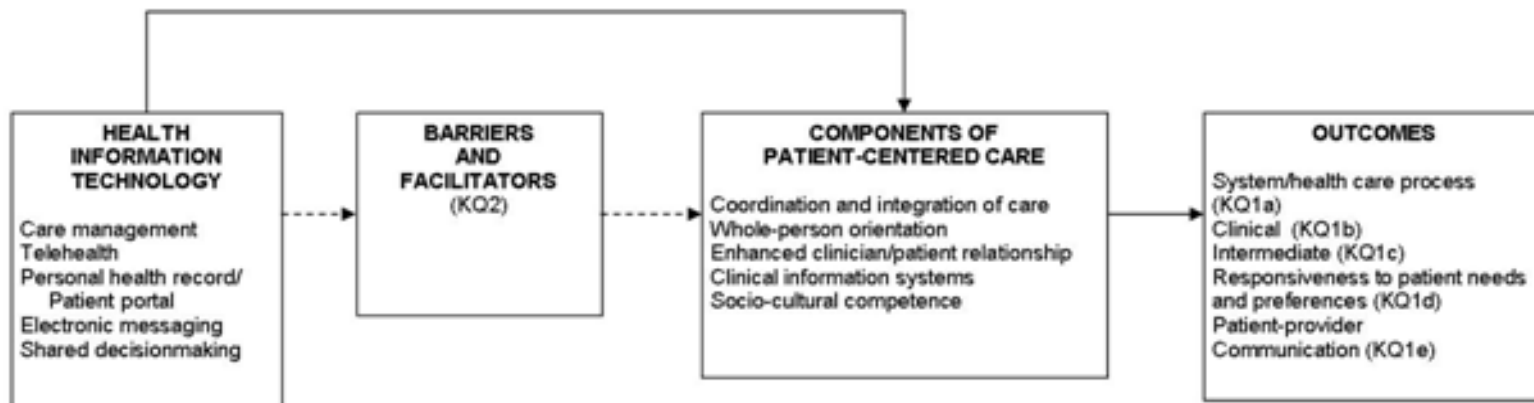 HEALTH
INFORMATION
TECHNOLOGY
Care management
Telehealth
Personal health record/
Patient portal
Electronic messaging
Shared decisionmaking
BARRIERS
AND
FACILITATORS
(KQ2)
COMPONENTS OF
PATIENT-CENTERED CARE
Coordination and integration of care
Whole-person orientation
Enhanced clinician/patient relationship
Clinical information systems
Socio-cultural competence
OUTCOMES
System/health care process
(KQ1a)
Clinical (KQ1b)
Intermediate (KQ1c)
Responsiveness to patient needs
and preferences (KQ1d)
Patient-provider
Communication (KQ1e)